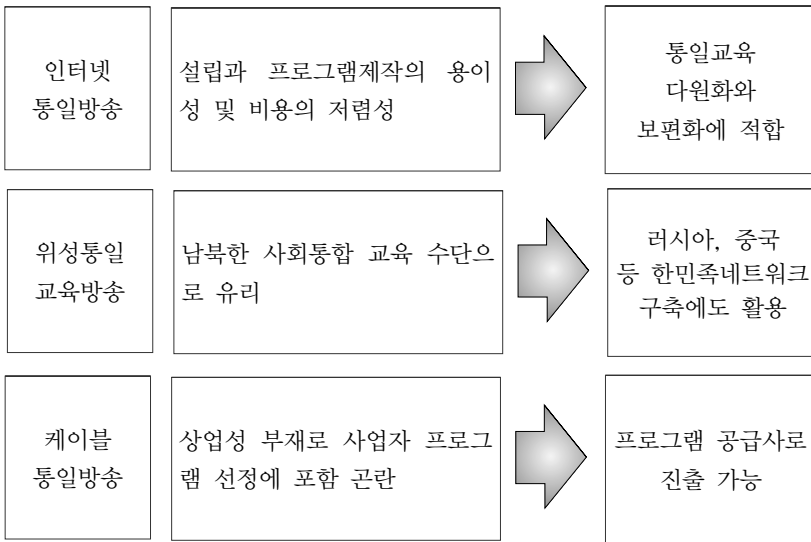 인터넷
통일방송
설립과 프로그램제작의 용이
성 및 비용의 저렴성
통일교육
다원화와
보편화에 적합
위성통일
교육방송
남북한 사회통합 교육 수단으
로 유리
러시아, 중국
등 한민족네트워크
구축에도 활용
케이블
통일방송
상업성 부재로 사업자 프로그
램 선정에 포함 곤란
프로그램 공급사로
진출 가능